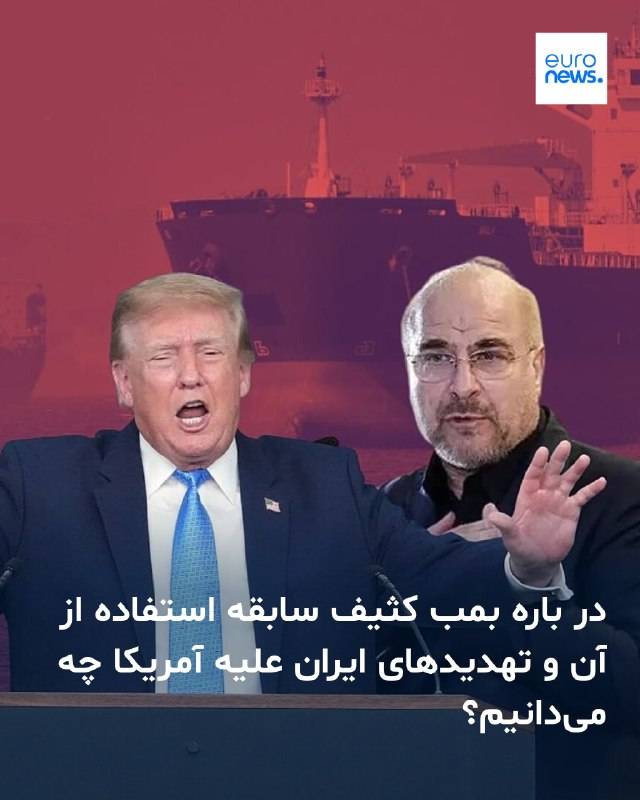 euro
news.
در باره بمب کثیف سابقه استفاده از
آن و تهدیدهای ایران علیه آمریکا چه
می‌دانیم؟